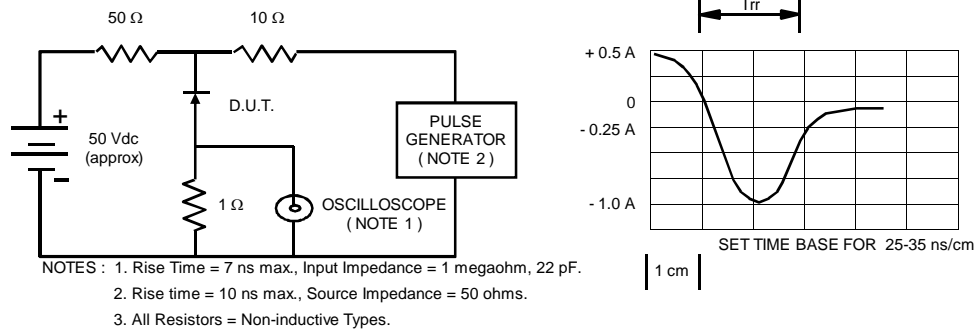 50 Ω
10 Ω
D.U.T.
+
50 Vdc
(approx)
−
1 Ω
PULSE
GENERATOR
( NOTE 2 )
OSCILLOSCOPE
( NOTE 1 )
NOTES : 1. Rise Time = 7 ns max., Input Impedance = 1 megaohm, 22 pF.
2. Rise time = 10 ns max., Source Impedance = 50 ohms.
3. All Resistors = Non-inductive Types.
Trr
+ 0.5 A
0
- 0.25 A
- 1.0 A
SET TIME BASE FOR 25-35 ns/cm
1 cm